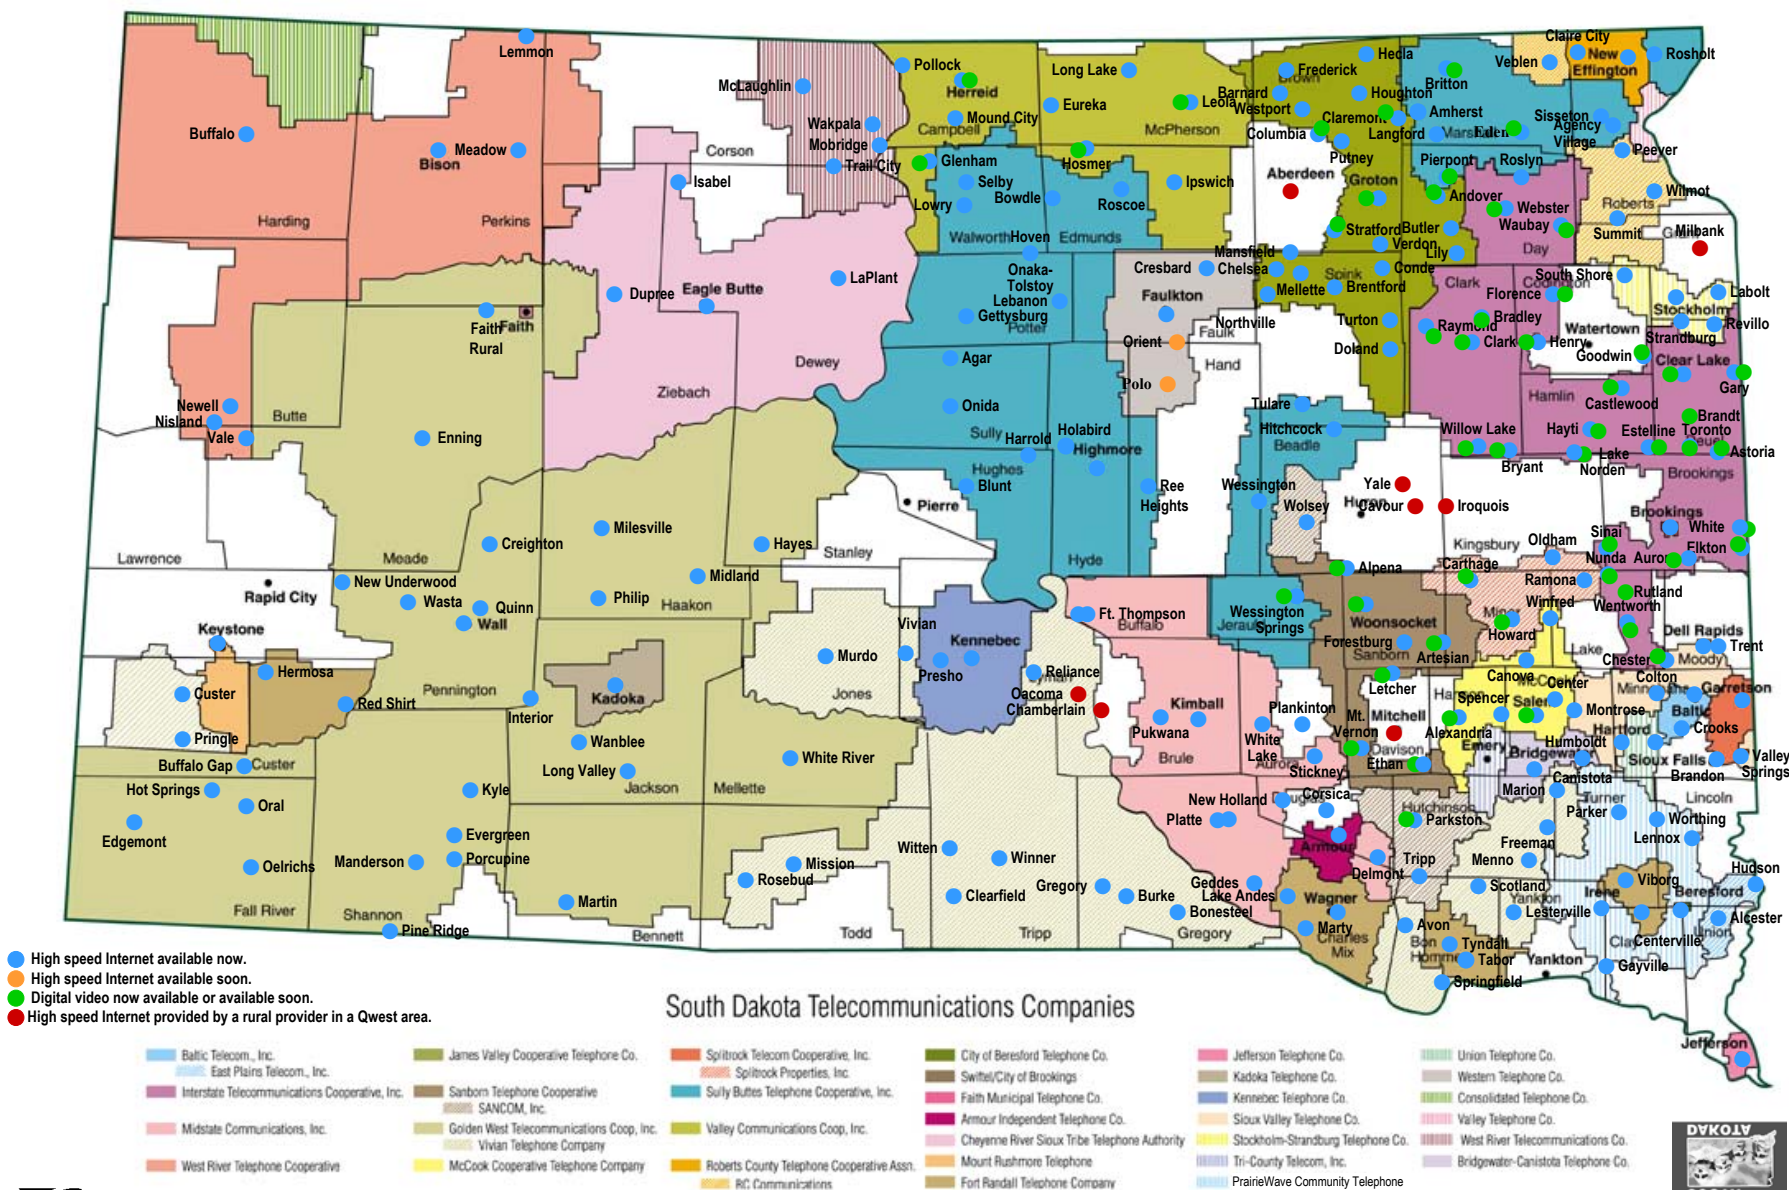 Claire City
Lemmon
Hecla
New
Rosholt
Effington
Veblen
Pollock
Long Lake
Frederick
Brown
Britton
McLaughlin
Herreid
Barnard
Houghton
Leola
Eureka
Westport
Amherst
Sisseton
Wakpala
Mound City
Claremont
Agency
Buffalo
Campbell
McPherson
Columbia
Langford
Marshall
Eden
Village
Mobridge
Putney
Peever
Meadow
Corson
Bison
Trail City
Glenham
Hosmer
Pierpont
Roslyn
Aberdeen
Isabel
Selby
Ipswich
Groton
Wilmot
Lowry
Bowdle
Roscoe
Andover
Webster
Roberts
Harding
Perkins
Stratford
Butler
Waubay
Summit
Grant
Milbank
Walworth
Hoven
Edmunds
Verdon
Mansfield
Lily
Day
Onaka-
Tolstoy
Cresbard
Chelsea
Spink
Conde
South Shore
LaPlant
Clark
Codington
Dupree
Eagle Butte
Lebanon
Faulkton
Mellette
Brentford
Florence
Labolt
Gettysburg
Potter
Stockholm
Faith
Faith
Rural
Northville
Turton
Raymond
Bradley
Watertown
Revillo
Faulk
Strandburg
Orient
Doland
Clark
Henry
Goodwin
Agar
Dewey
Hand
Clear Lake
Ziebach
Polo
Gary
Hamlin
Castlewood
Newell
Butte
Onida
Tulare
Brandt
Nisland
Vale
Enning
Sully
Harrold
Holabird
Hitchcock
Willow Lake
Hayti
Estelline
Toronto
Deuel
Highmore
Beadle
Lake
Norden
Astoria
Hughes
Bryant
Brookings
Blunt
Ree
Heights
Wessington
Yale
Pierre
Wolsey
Huron
Cavour
Iroquois
Brookings
Milesville
White
Sinai
Creighton
Hayes
Stanley
Kingsbury
Oldham
Elkton
Lawrence
Meade
Hyde
Nunda
Aurora
Carthage
Alpena
New Underwood
Midland
Ramona
Rapid City
Wasta
Quinn
Philip
Haakon
Rutland
Wessington
Springs
Miner
Winfred
Wentworth
Keystone
Wall
Vivian
Kennebec
Ft. Thompson
Buffalo
Jerauld
Woonsocket
Howard
Dell Rapids
Forestburg
Artesian
Trent
Murdo
Sanborn
Lake
Hermosa
Presho
Reliance
Chester
Moody
Custer
Pennington
Kadoka
Jones
Lyman
Letcher
Canova
McCook
Colton
Oacoma
Hanson
Center
Minnehaha
Garretson
Red Shirt
Interior
Chamberlain
Kimball
Plankinton
Mt.
Vernon
Mitchell
Spencer
Salem
Montrose
Baltic
Pukwana
Alexandria
Hartford
Crooks
Pringle
Wanblee
White
Lake
Davison
Emery
Bridgewater
Humboldt
White River
Brule
Aurora
Ethan
Sioux Falls
Valley
Springs
Buffalo Gap
Custer
Long Valley
Stickney
Canistota
Brandon
Hot Springs
Kyle
Jackson
Mellette
Marion
Oral
New Holland
Douglas
Corsica
Hutchinson
Turner
Lincoln
Edgemont
Platte
Parkston
Parker
Worthing
Evergreen
Armour
Freeman
Lennox
Manderson
Porcupine
Witten
Winner
Tripp
Menno
Oelrichs
Mission
Delmont
Hudson
Rosebud
Gregory
Geddes
Scotland
Viborg
Clearfield
Burke
Lake Andes
Wagner
Yankton
Irene
Beresford
Martin
Bonesteel
Lesterville
Fall River
Shannon
Alcester
Pine Ridge
Bennett
Todd
Tripp
Gregory
Marty
Charles
Mix
Avon
Bon
Homme
Tyndall
Clay
Centerville
Union
Tabor
Yankton
Gayville
Springfield
High speed Internet available now.
High speed Internet available soon.
Digital video now available or available soon.
High speed Internet provided by a rural provider in a Qwest area.
South Dakota Telecommunications Companies
Jefferson
Baltic Telecom., Inc.
East Plains Telecom., Inc.
Interstate Telecommunications Cooperative, Inc.
Midstate Communications, Inc.
West River Telephone Cooperative
James Valley Cooperative Telephone Co.
Sanborn Telephone Cooperative
SANCOM, Inc.
Golden West Telecommunications Coop, Inc.
Vivian Telephone Company
McCook Cooperative Telephone Company
Splitrock Telecom Cooperative, Inc.
Splitrock Properties, Inc.
Sully Buttes Telephone Cooperative, Inc.
Valley Communications Coop, Inc.
Roberts County Telephone Cooperative Assn.
RC Communications
City of Beresford Telephone Co.
Swiftel/City of Brookings
Faith Municipal Telephone Co.
Armour Independent Telephone Co.
Cheyenne River Sioux Tribe Telephone Authority
Mount Rushmore Telephone
Fort Randall Telephone Company
Jefferson Telephone Co.
Kadoka Telephone Co.
Kennebec Telephone Co.
Sioux Valley Telephone Co.
Stockholm-Strandburg Telephone Co.
Tri-County Telecom, Inc.
PrairieWave Community Telephone
Union Telephone Co.
Western Telephone Co.
Consolidated Telephone Co.
Valley Telephone Co.
West River Telecommunications Co.
Bridgewater-Canistota Telephone Co.
DAKOTA